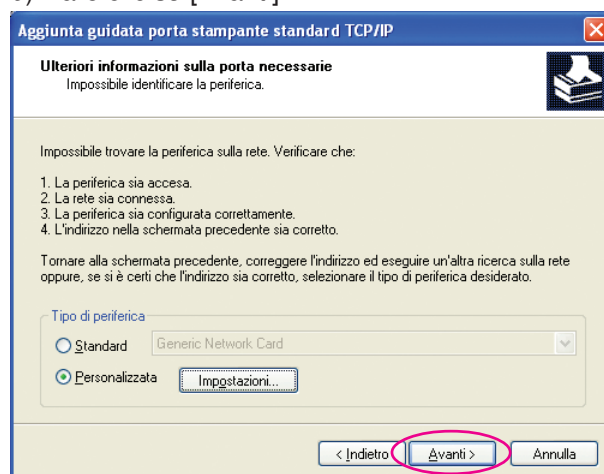 Aggiunta guidata porta stampante standard TCP/IP
Ulteriori informazioni sulla porta necessarie
Impossibile identificare la periferica.
Impossibile trovare la periferica sulla rete. Verificare che:
1. La periferica sia accesa.
2. La rete sia connessa.
3. La periferica sia configurata correttamente.
4. L'indirizzo nella schermata precedente sia corretto.
Tornare alla schermata precedente, correggere l'indirizzo ed eseguire un'altra ricerca sulla rete
oppure, se si è certi che l'indirizzo sia corretto, selezionare il tipo di periferica desiderato.
Tipo di periferica
Standard Generic Network Card
Personalizzata Impostazioni...
< Indietro Avanti > Annulla